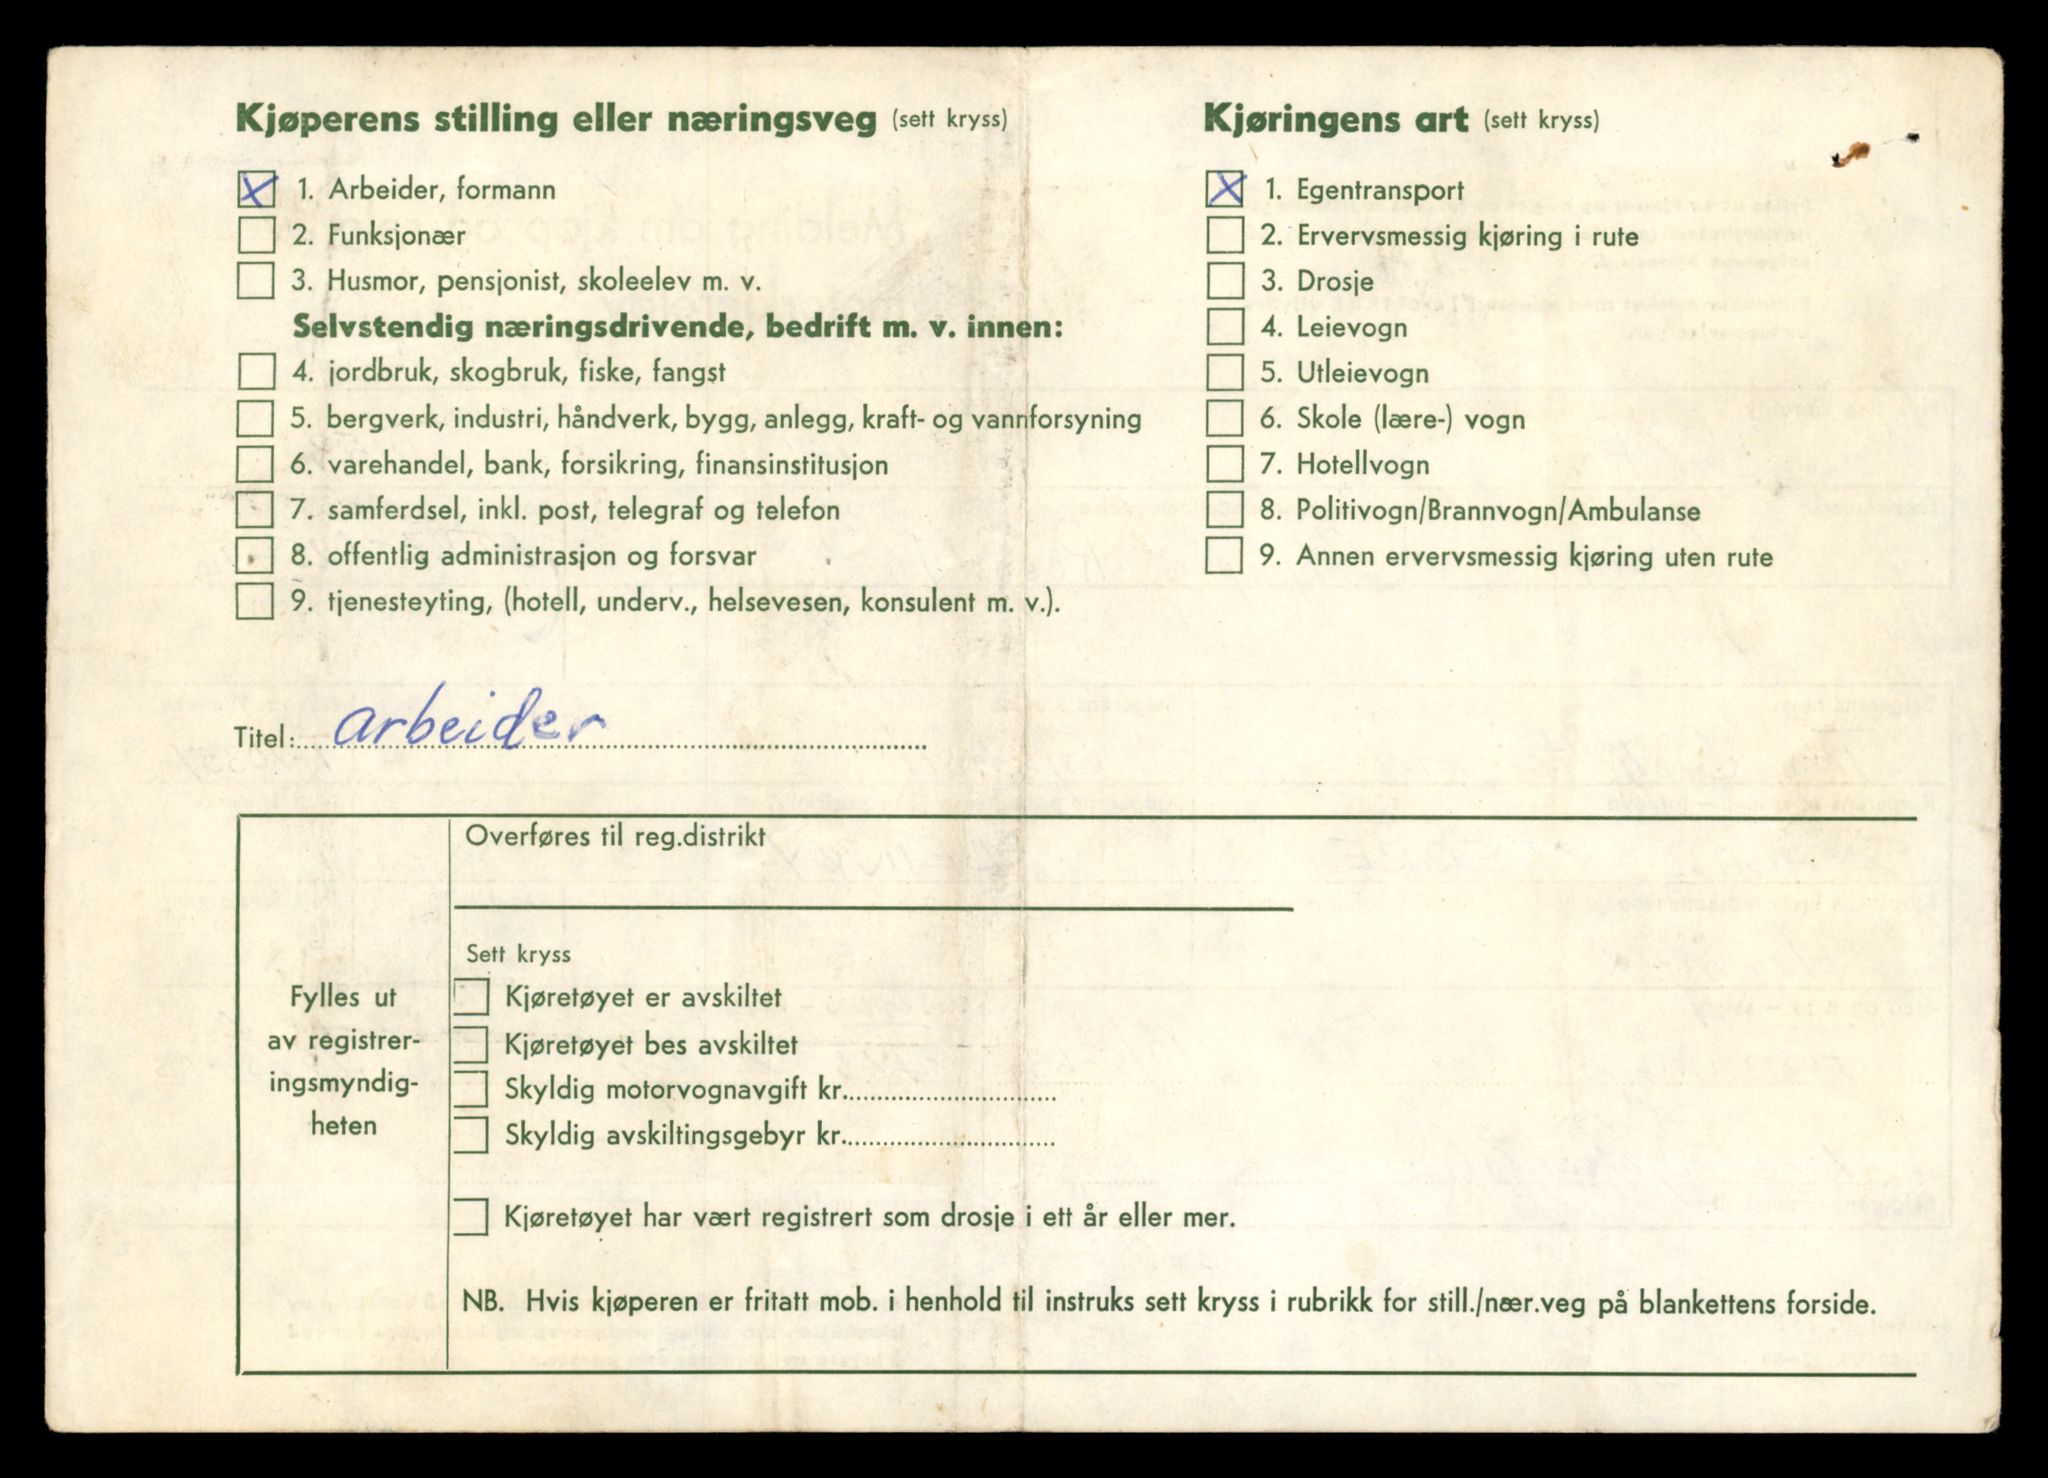 Kjøperens stilling eller næringsveg (sett kryss)
1. Arbeider, formann
2. Funksjonær
3. Husmor, pensjonist, skoleelev m. v.
Selvstendig næringsdrivende, bedrift m. v. innen:
4. jordbruk, skogbruk, fiske, fangst
5. bergverk, industri, håndverk, bygg, anlegg, kraft- og vannforsyning
6. varehandel, bank, forsikring, finansinstitusjon
7. samferdsel, inkl. post, telegraf og telefon
8. offentlig administrasjon og forsvar
9. tjenesteyting, (hotell, underv., helsevesen, konsulent m. v.).
Titel: arbeider
Kjøringens art (sett kryss)
1. Egentransport
2. Ervervsmessig kjøring i rute
3. Drosje
4. Leievogn
5. Utleievogn
6. Skole (lære-) vogn
7. Hotellvogn
8. Politivogn/Brannvogn/Ambulanse
9. Annen ervervsmessig kjøring uten rute
Fylles ut
av registrer-
ingsmyndig-
heten
Overføres til reg.distrikt
Sett kryss
Kjøretøyet er avskiltet
Kjøretøyet bes avskiltet
Skyldig motorvognavgift kr.
Skyldig avskiltingsgebyr kr.
Kjøretøyet har vært registrert som drosje i ett år eller mer.
NB. Hvis kjøperen er fritatt mob. i henhold til instruks sett kryss i rubrikk for still./nær.veg på blankettens forside.